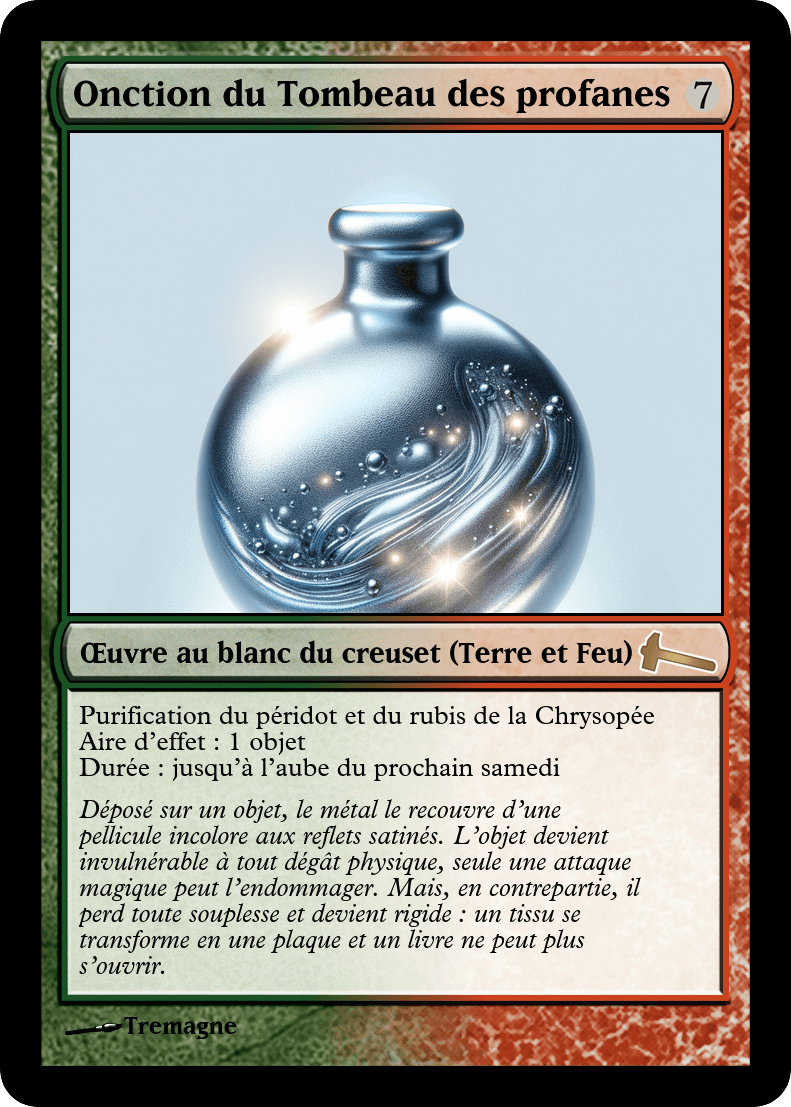 Onction du Tombeau des profanes 7
Œuvre au blanc du creuset (Terre et Feu)
Purification du péridot et du rubis de la Chrysopée
Aire d’effet : 1 objet
Durée : jusqu’à l’aube du prochain samedi
Déposé sur un objet, le métal le recouvre d’une
pellicule incolore aux reflets satinés. L’objet devient
invulnérable à tout dégât physique, seule une attaque
magique peut l’endommager. Mais, en contrepartie, il
perd toute souplesse et devient rigide : un tissu se
transforme en une plaque et un livre ne peut plus
s’ouvrir.
Tremagne